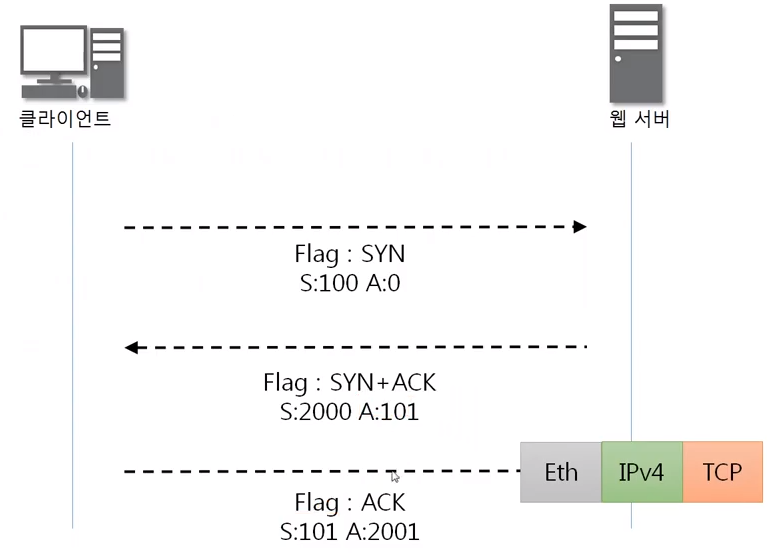 클라이언트
웹 서버
Flag : SYN
S:100 A:0
Flag : SYN+ACK
S:2000 A:101
Eth IPv4 TCP
Flag : ACK
S:101 A:2001